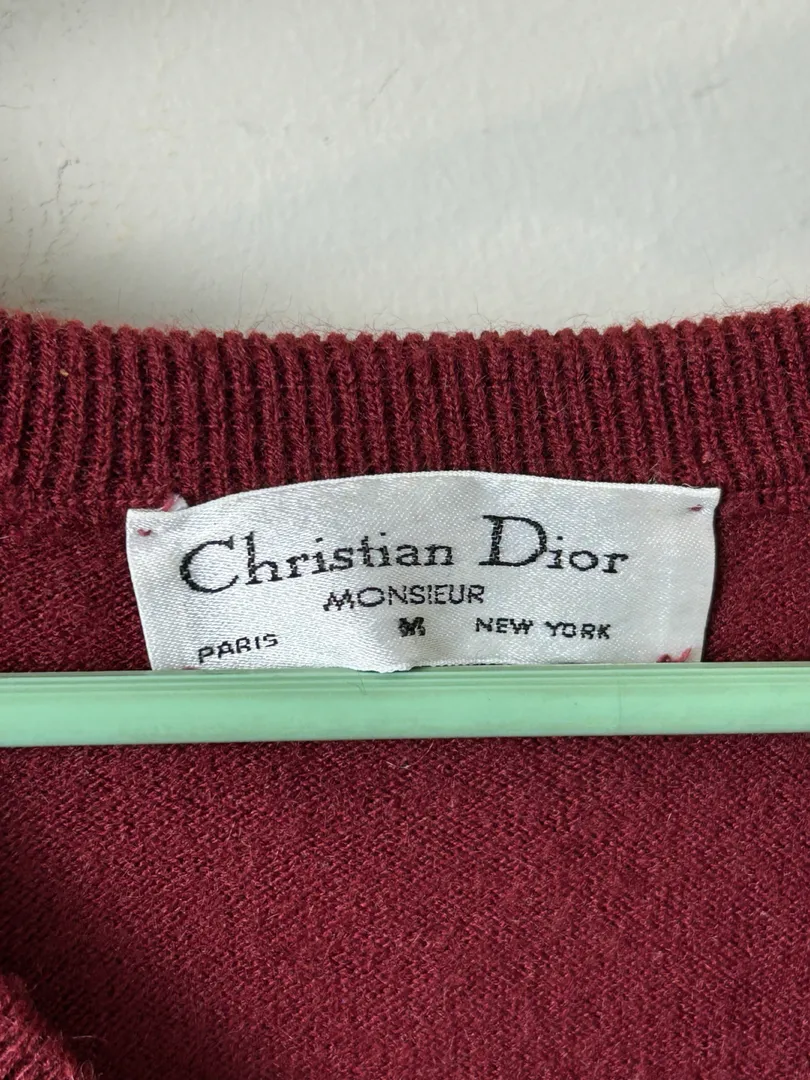 Christian Dior
MONSIEUR
PARIS M NEW YORK